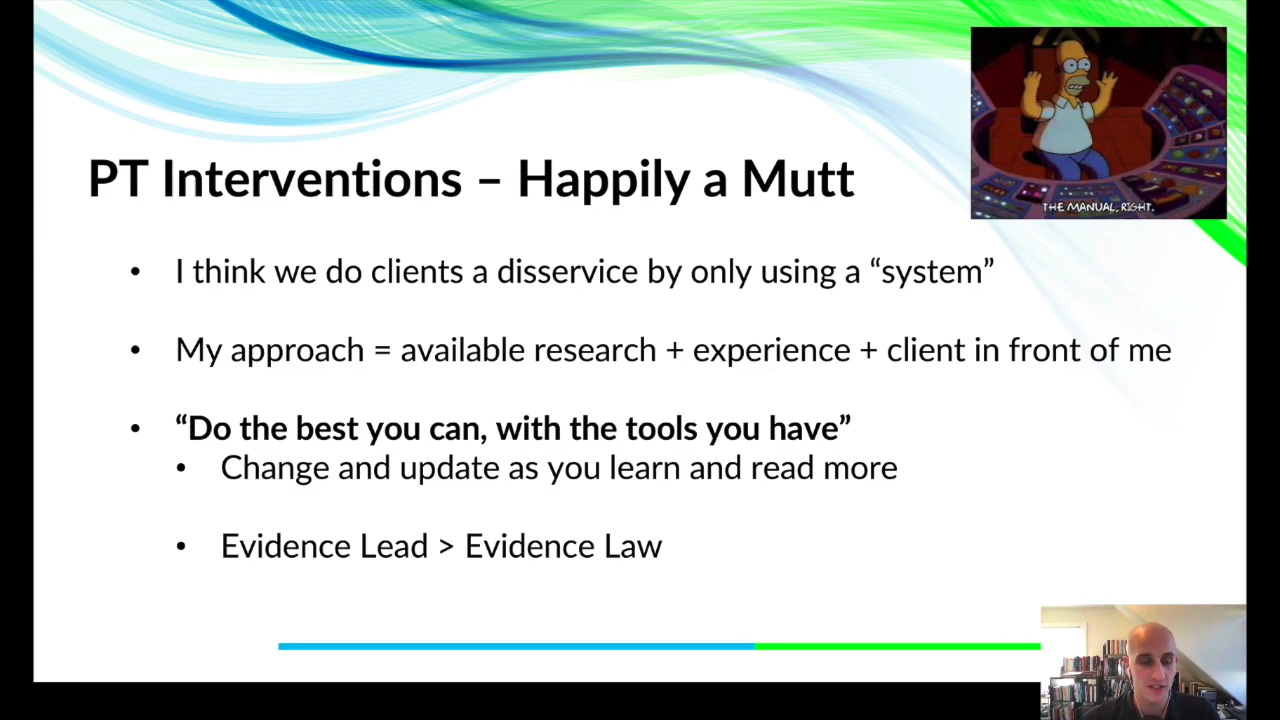 THE MANUAL, RIGHT.
PT Interventions – Happily a Mutt
• I think we do clients a disservice by only using a “system”
• My approach = available research + experience + client in front of me
• “Do the best you can, with the tools you have”
• Change and update as you learn and read more
• Evidence Lead > Evidence Law